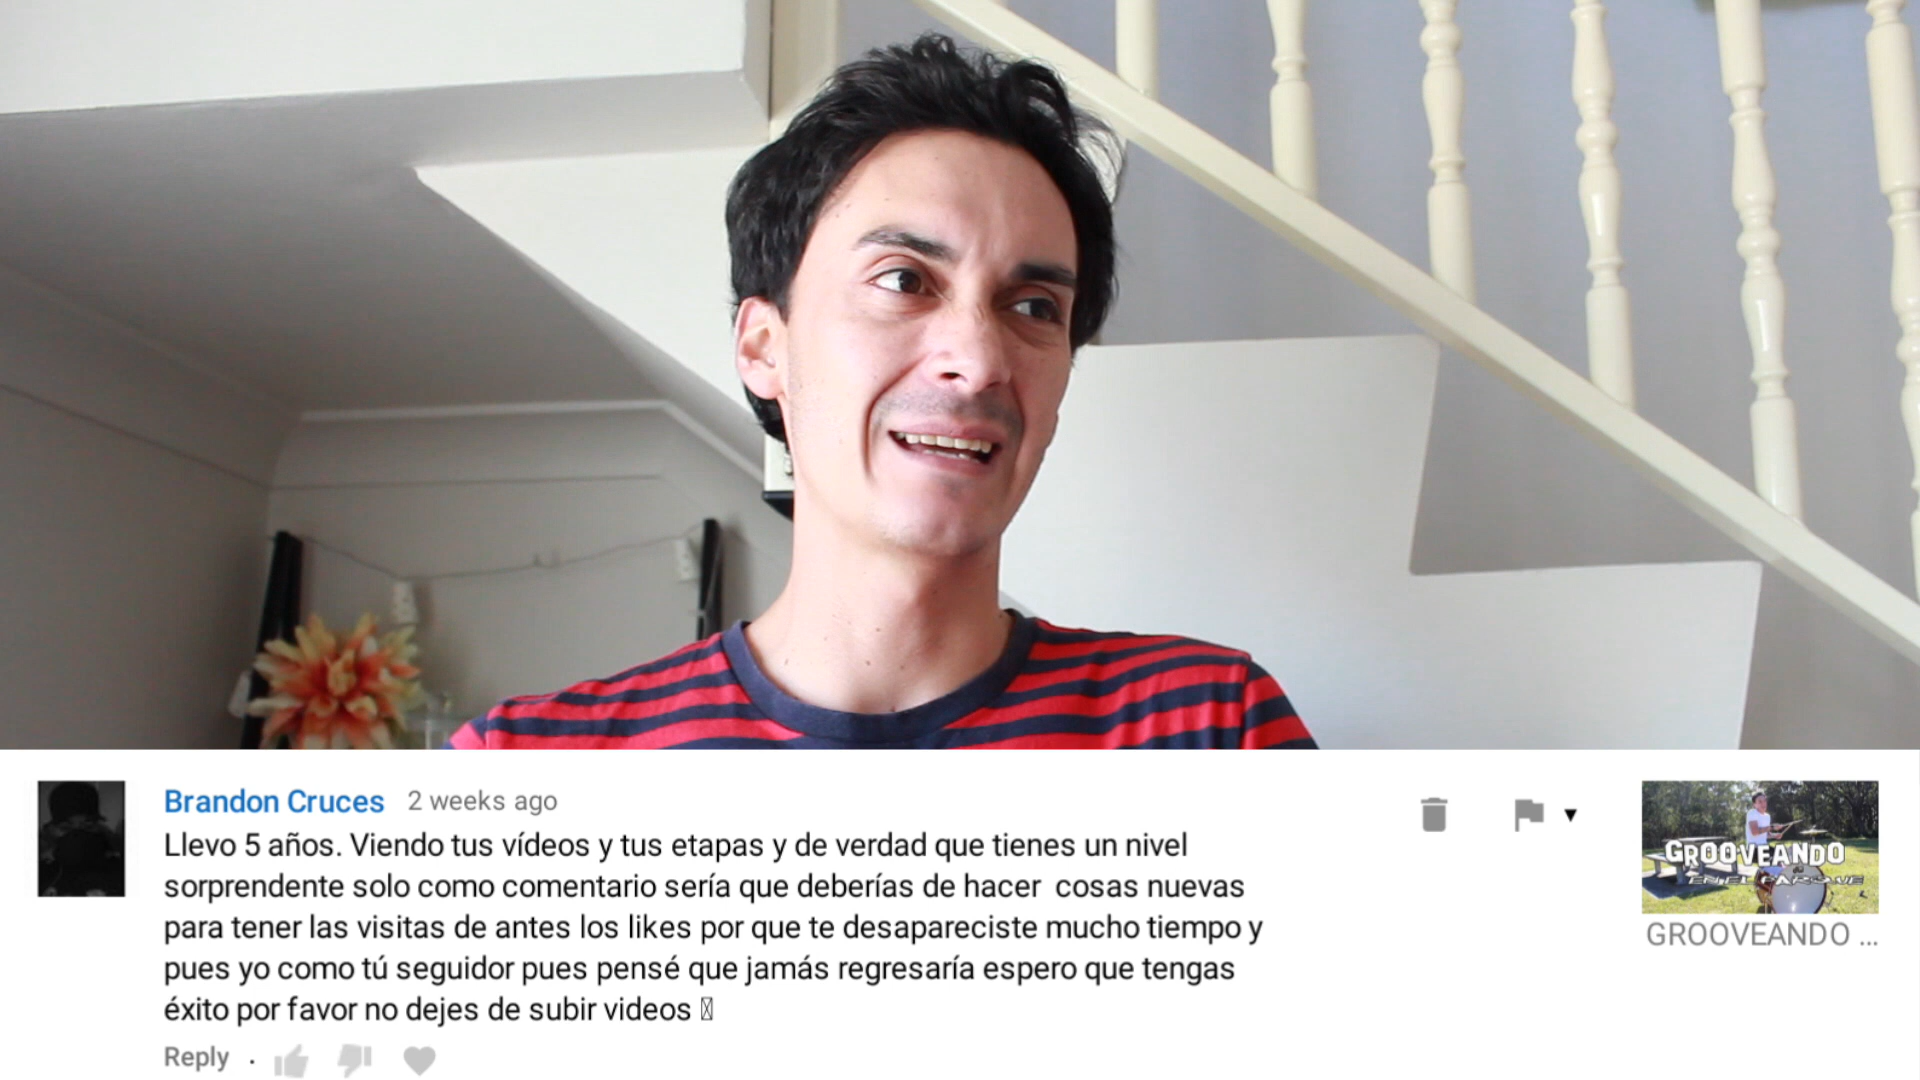 Brandon Cruces 2 weeks ago
Llevo 5 años. Viendo tus vídeos y tus etapas y de verdad que tienes un nivel
sorprendente solo como comentario sería que deberías de hacer cosas nuevas
para tener las visitas de antes los likes por que te desapareciste mucho tiempo y
pues yo como tú seguidor pues pensé que jamás regresaría espero que tengas
éxito por favor no dejes de subir videos
Reply .
GROOVEANDO
EN EL PARQUE
GROOVEANDO ...